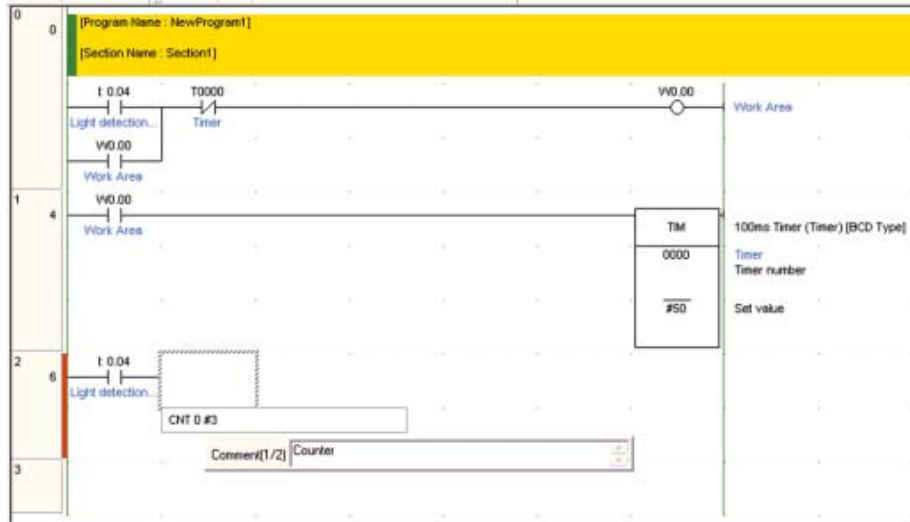 0
0
[Program Name : NewProgram1]
[Section Name : Section1]
I: 0.04
T0000
W0.00
Work Area
Light detection...
Timer
W0.00
Work Area
1
4
W0.00
Work Area
TIM
100ms Timer (Timer) [BCD Type]
0000
Timer
Timer number
#50
Set value
2
6
I: 0.04
Light detection...
CNT 0 #3
Comment(1/2)
Counter
3